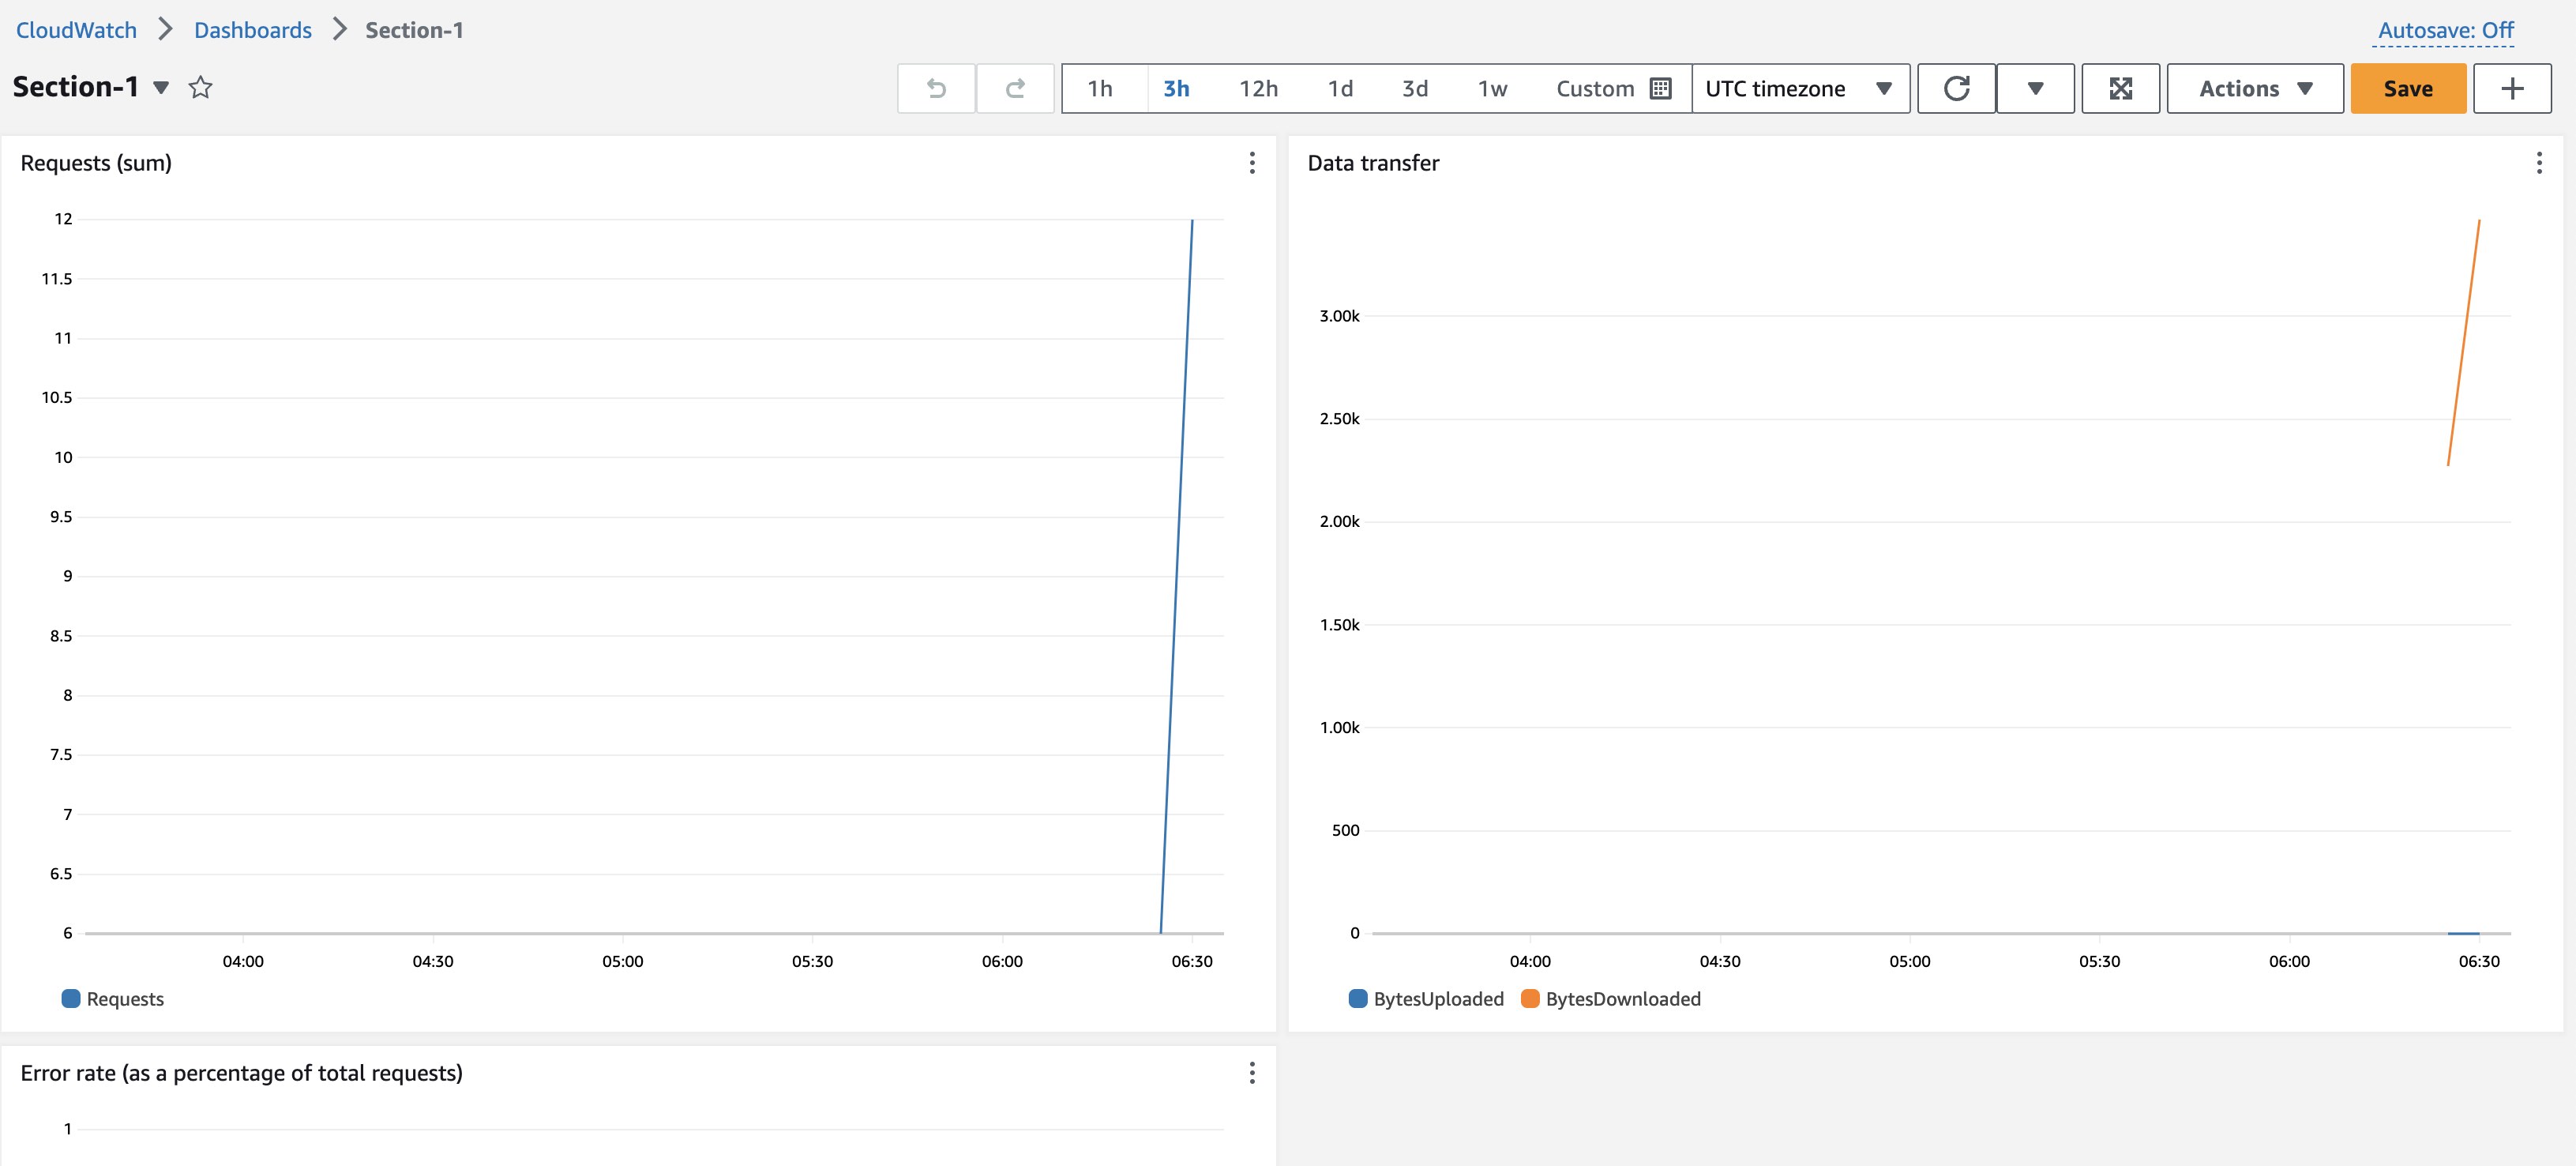 CloudWatch > Dashboards > Section-1
Autosave: Off
Section-1
1h 3h 12h 1d 3d 1w Custom UTC timezone Actions Save
Requests (sum)
12
11.5
11
10.5
10
9.5
9
8.5
8
7.5
7
6.5
6
04:00 04:30 05:00 05:30 06:00 06:30
Requests
Data transfer
3.00k
2.50k
2.00k
1.50k
1.00k
500
0
04:00 04:30 05:00 05:30 06:00 06:30
BytesUploaded BytesDownloaded
Error rate (as a percentage of total requests)
1